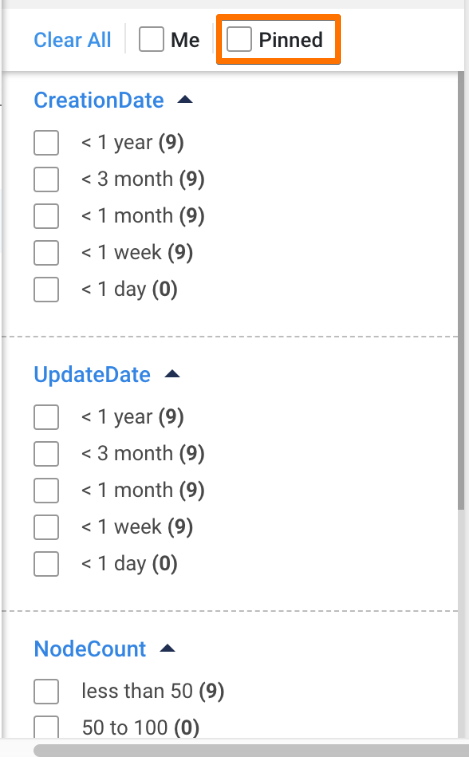 Clear All Me Pinned
CreationDate
< 1 year (9)
< 3 month (9)
< 1 month (9)
< 1 week (9)
< 1 day (0)
UpdateDate
< 1 year (9)
< 3 month (9)
< 1 month (9)
< 1 week (9)
< 1 day (0)
NodeCount
less than 50 (9)
50 to 100 (0)